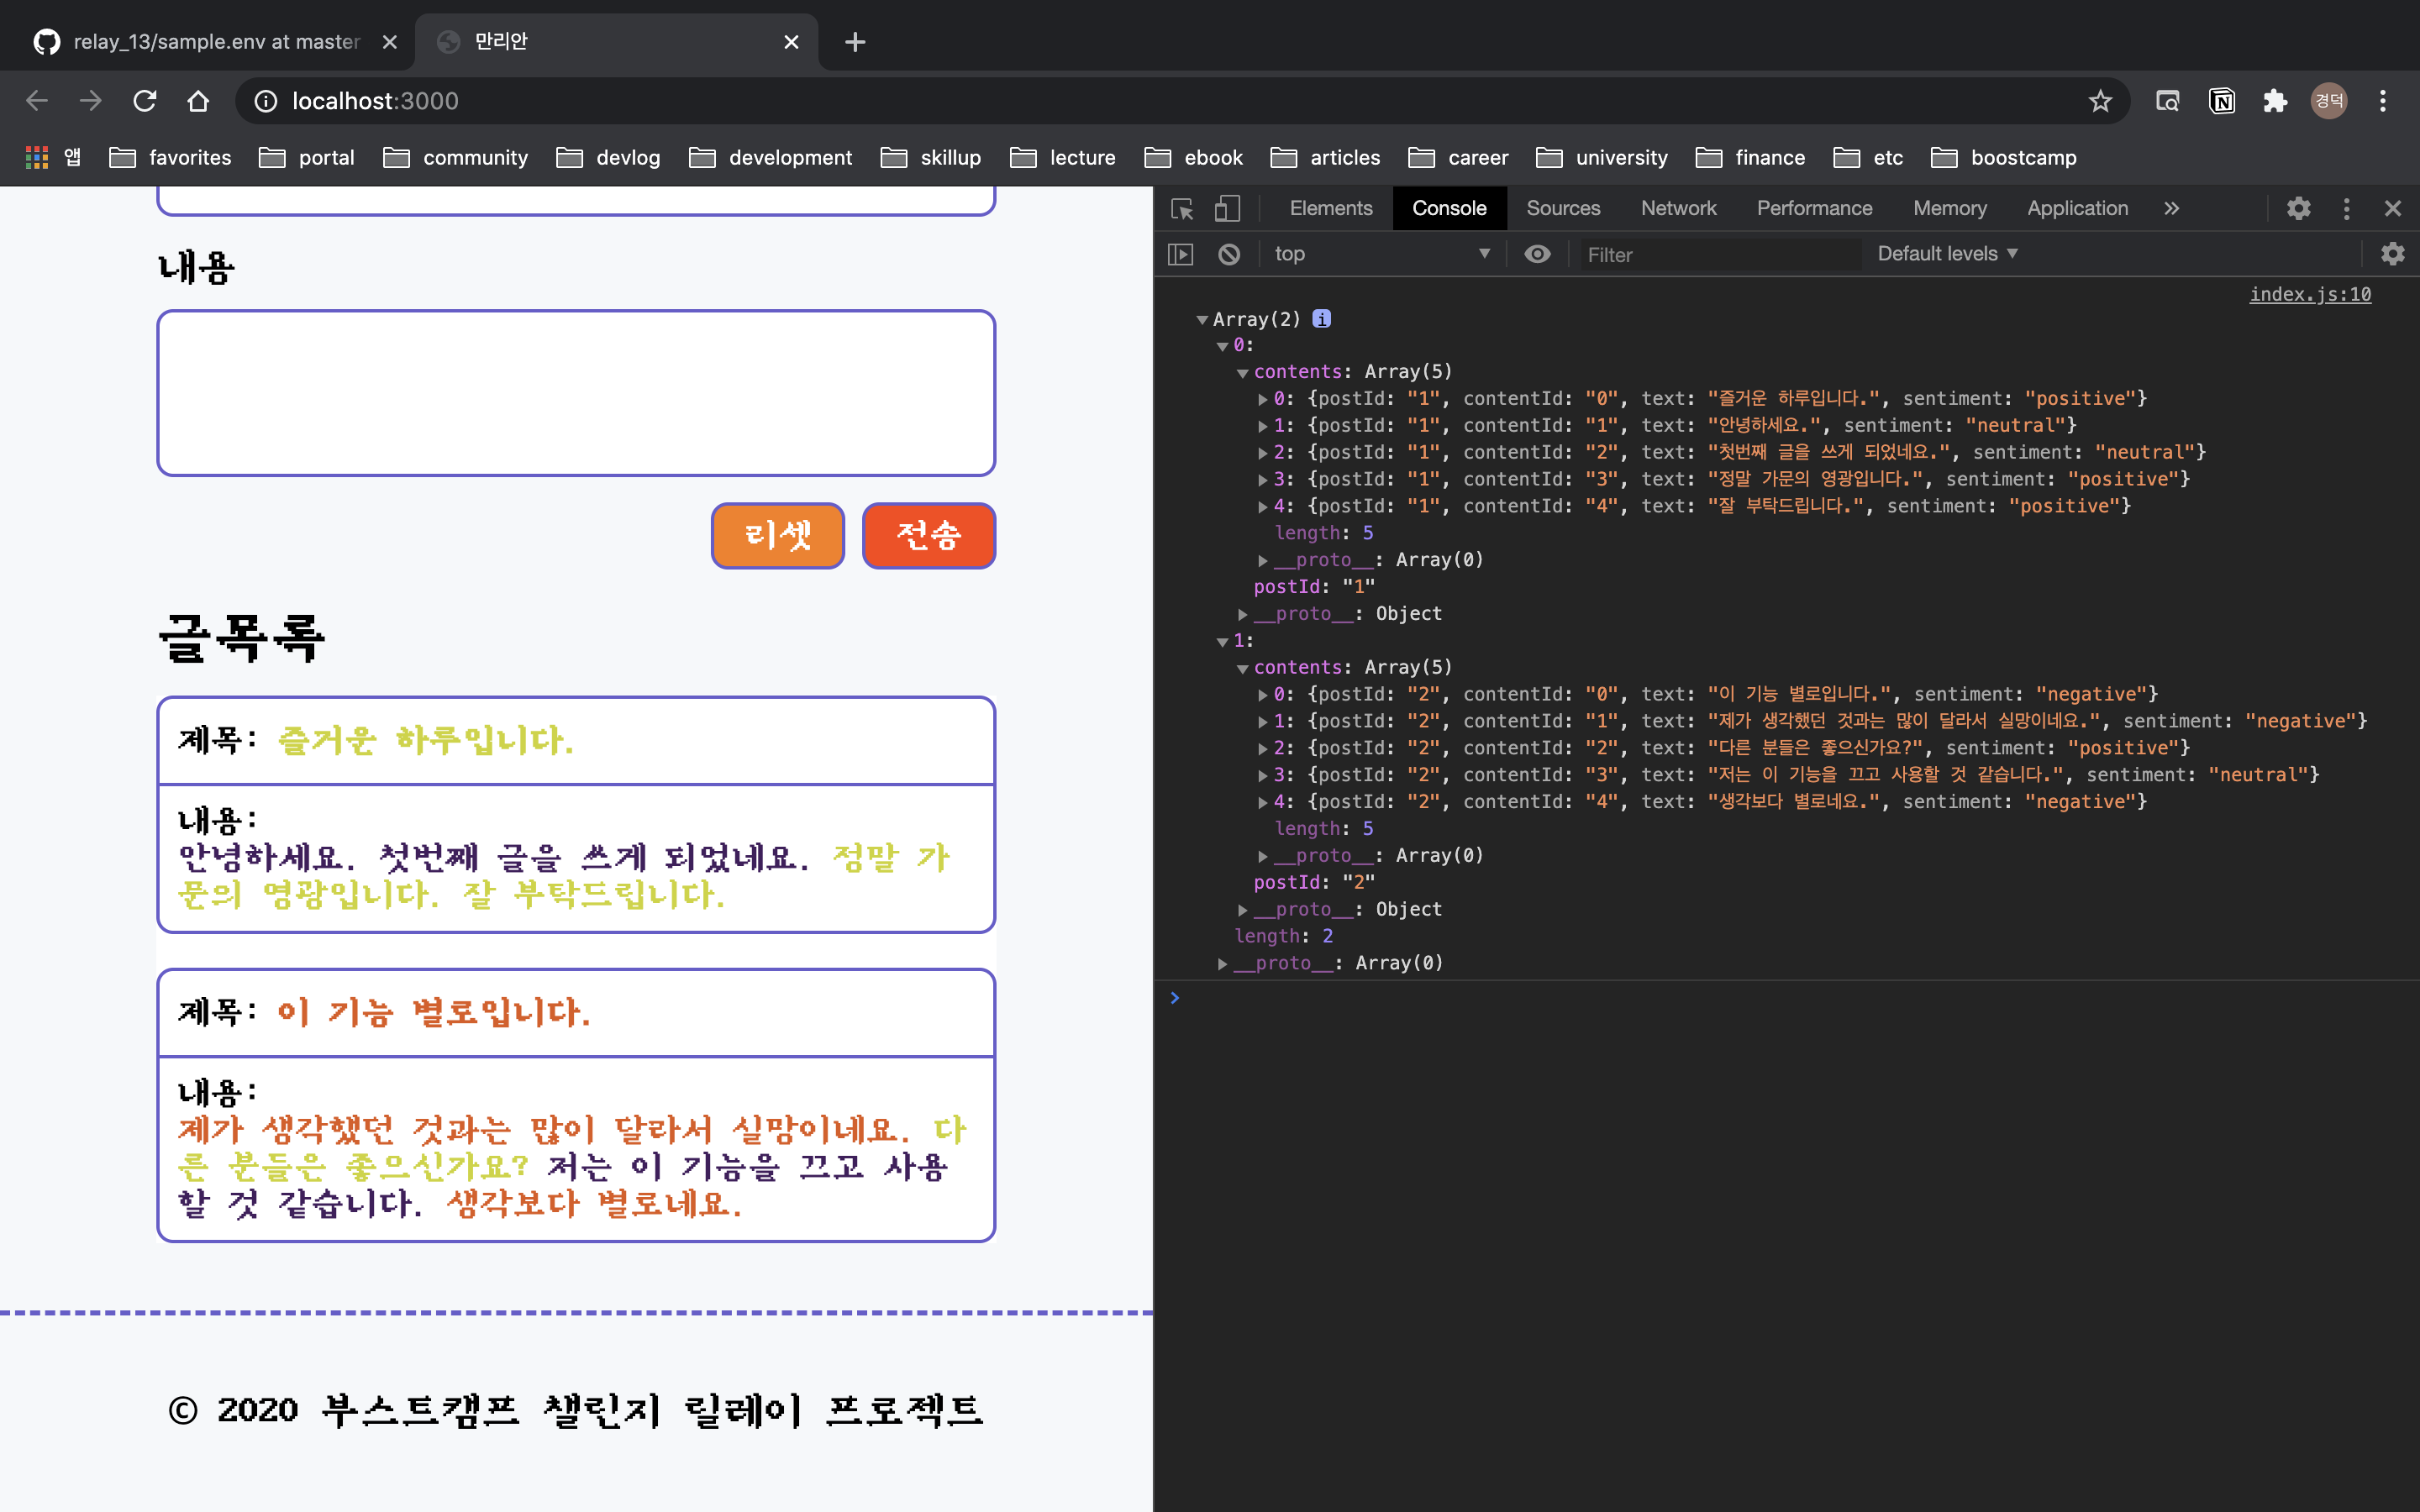 relay_13/sample.env at master
만리안
localhost:3000
경덕
앱 favorites portal community devlog development skillup lecture ebook articles career university finance etc boostcamp
내용
리셋 전송
글목록
제목: 즐거운 하루입니다.
내용:
안녕하세요. 첫번째 글을 쓰게 되었네요. 정말 가
문의 영광입니다. 잘 부탁드립니다.
제목: 이 기능 별로입니다.
내용:
제가 생각했던 것과는 많이 달라서 실망이네요. 다
른 분들은 좋으신가요? 저는 이 기능을 끄고 사용
할 것 같습니다. 생각보다 별로네요.
© 2020 부스트캠프 챌린지 릴레이 프로젝트
Elements Console Sources Network Performance Memory Application »
top Filter Default levels
index.js:10
Array(2) i
0:
contents: Array(5)
0: {postId: "1", contentId: "0", text: "즐거운 하루입니다.", sentiment: "positive"}
1: {postId: "1", contentId: "1", text: "안녕하세요.", sentiment: "neutral"}
2: {postId: "1", contentId: "2", text: "첫번째 글을 쓰게 되었네요.", sentiment: "neutral"}
3: {postId: "1", contentId: "3", text: "정말 가문의 영광입니다.", sentiment: "positive"}
4: {postId: "1", contentId: "4", text: "잘 부탁드립니다.", sentiment: "positive"}
length: 5
__proto__: Array(0)
postId: "1"
__proto__: Object
1:
contents: Array(5)
0: {postId: "2", contentId: "0", text: "이 기능 별로입니다.", sentiment: "negative"}
1: {postId: "2", contentId: "1", text: "제가 생각했던 것과는 많이 달라서 실망이네요.", sentiment: "negative"}
2: {postId: "2", contentId: "2", text: "다른 분들은 좋으신가요?", sentiment: "positive"}
3: {postId: "2", contentId: "3", text: "저는 이 기능을 끄고 사용할 것 같습니다.", sentiment: "neutral"}
4: {postId: "2", contentId: "4", text: "생각보다 별로네요.", sentiment: "negative"}
length: 5
__proto__: Array(0)
postId: "2"
__proto__: Object
length: 2
__proto__: Array(0)